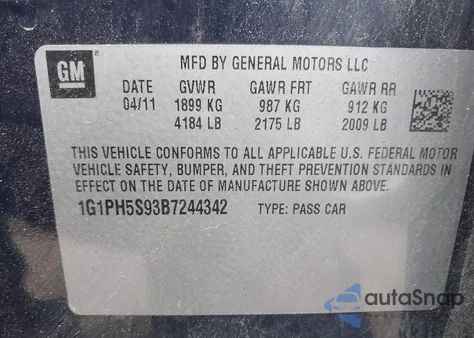 GM
MFD BY GENERAL MOTORS LLC
DATE GVWR GAWR FRT GAWR RR
04/11 1899 KG 987 KG 912 KG
4184 LB 2175 LB 2009 LB
THIS VEHICLE CONFORMS TO ALL APPLICABLE U.S. FEDERAL MOTOR
VEHICLE SAFETY, BUMPER, AND THEFT PREVENTION STANDARDS
IN EFFECT ON THE DATE OF MANUFACTURE SHOWN ABOVE.
1G1PH5S93B7244342 TYPE: PASS CAR
autoSnap